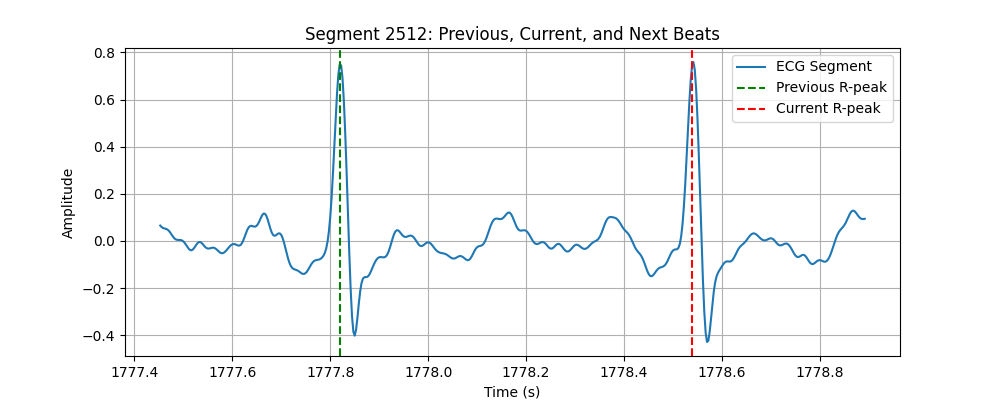 Segment 2512: Previous, Current, and Next Beats
ECG Segment
Previous R-peak
Current R-peak
Amplitude
0.8
0.6
0.4
0.2
0.0
−0.2
−0.4
1777.4 1777.6 1777.8 1778.0 1778.2 1778.4 1778.6 1778.8
Time (s)